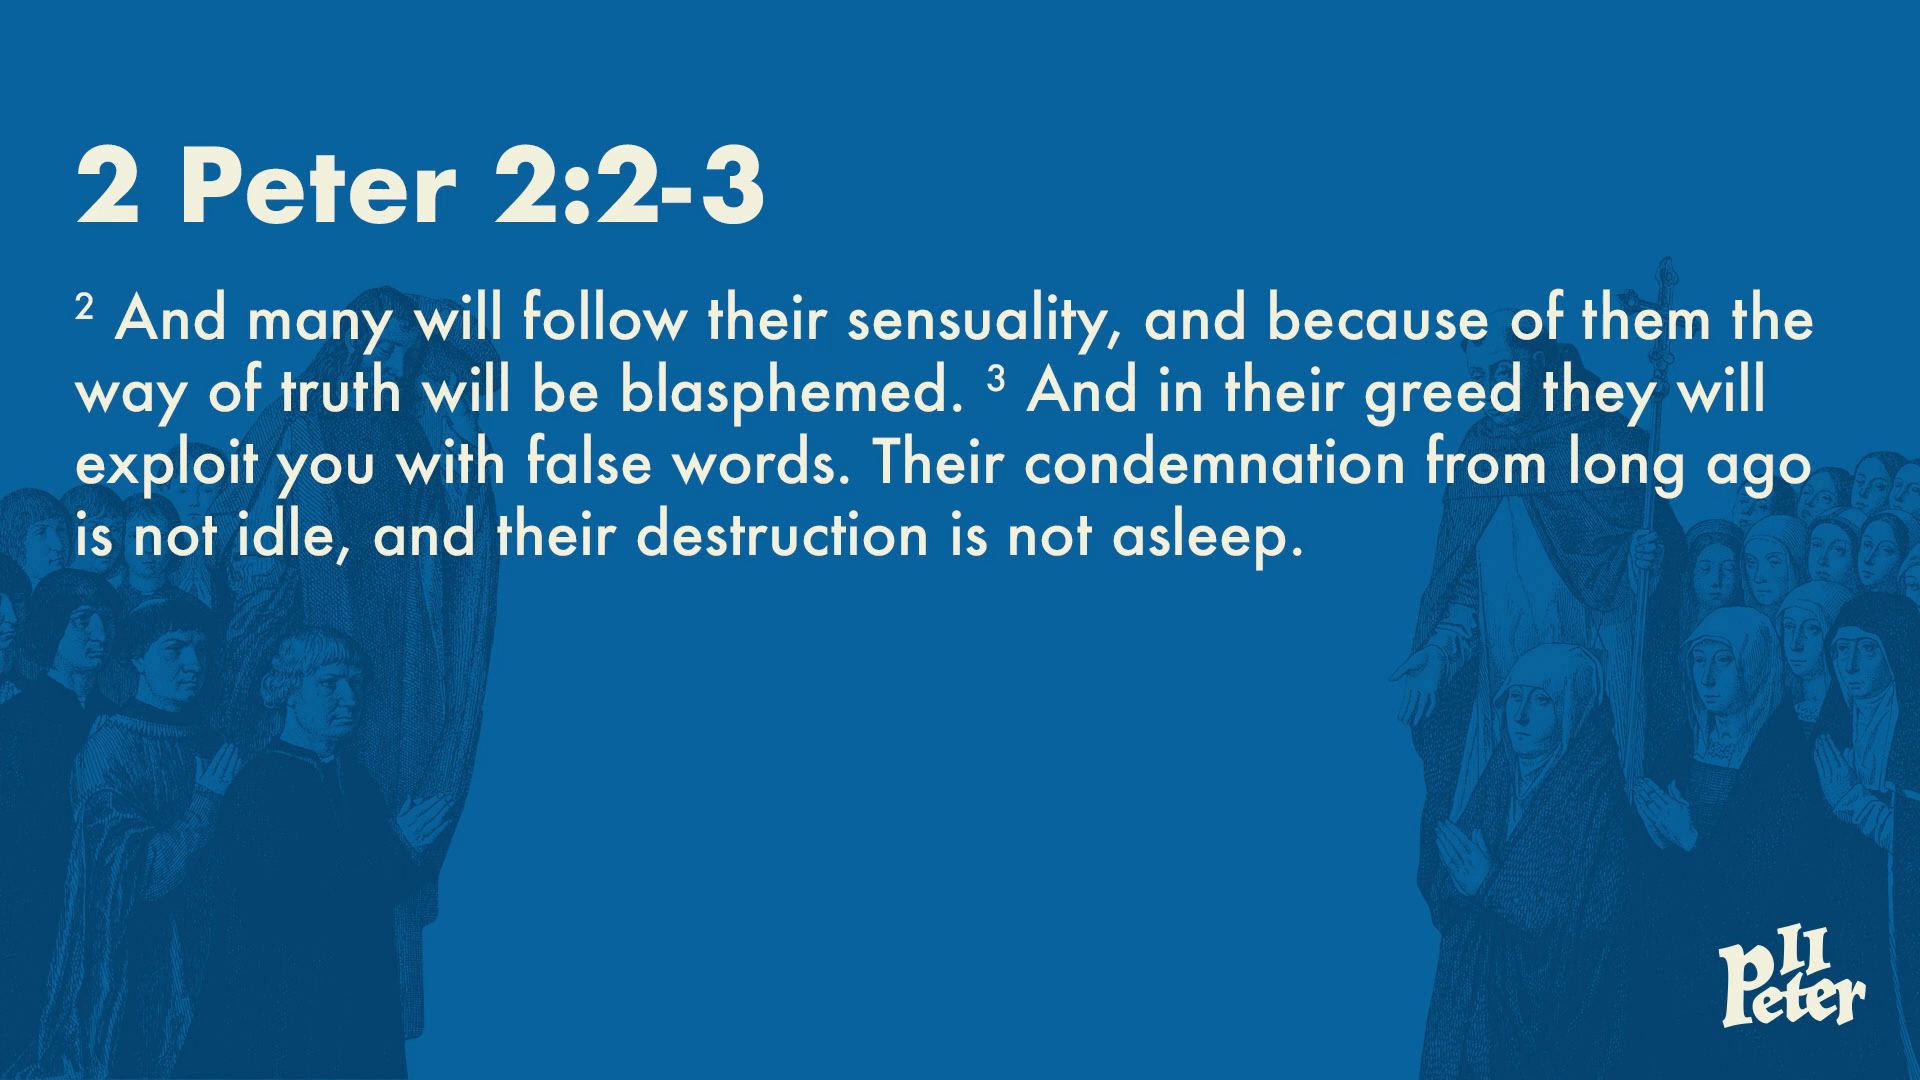 2 Peter 2:2-3
2 And many will follow their sensuality, and because of them the
way of truth will be blasphemed. 3 And in their greed they will
exploit you with false words. Their condemnation from long ago
is not idle, and their destruction is not asleep.
II
Peter